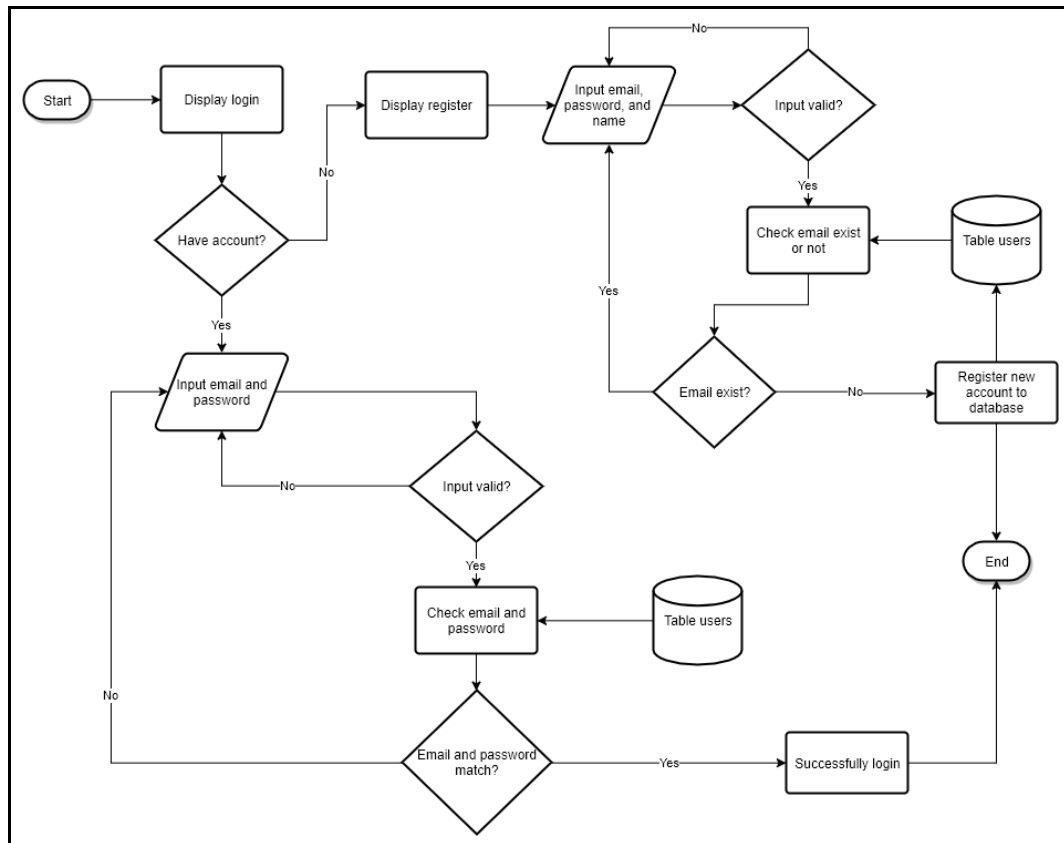 No
Start
Display login
Display register
Input email,
password, and
name
Input valid?
No
Yes
Have account?
Check email exist
or not
Table users
Yes
Yes
Input email and
password
Email exist?
No
Register new
account to
database
Input valid?
No
Yes
End
Check email and
password
Table users
No
Email and password
match?
Yes
Successfully login